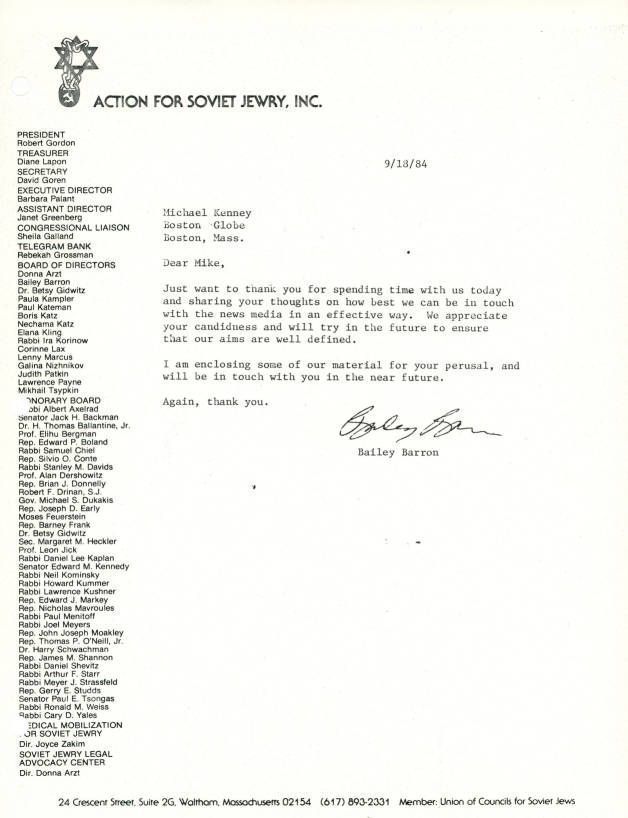 ACTION FOR SOVIET JEWRY, INC.
PRESIDENT
Robert Gordon
TREASURER
Diane Lapon
SECRETARY
David Goren
EXECUTIVE DIRECTOR
Barbara Palant
ASSISTANT DIRECTOR
Janet Greenberg
CONGRESSIONAL LIAISON
Sheila Galland
TELEGRAM BANK
Rebekah Grossman
BOARD OF DIRECTORS
Donna Arzt
Bailey Barron
Dr. Betsy Gidwitz
Paula Kampler
Paul Kateman
Boris Katz
Nechama Katz
Elana Kling
Rabbi Ira Korinow
Corinne Lax
Lenny Marcus
Galina Nizhnikov
Judith Patkin
Lawrence Payne
Mikhail Tsypkin
ONORARY BOARD
bbi Albert Axelrad
Senator Jack H. Backman
Dr. H. Thomas Ballantine, Jr.
Prof. Elihu Bergman
Rep. Edward P. Boland
Rabbi Samuel Chiel
Rep. Silvio O. Conte
Rabbi Stanley M. Davids
Prof. Alan Dershowitz
Rep. Brian J. Donnelly
Robert F. Drinan, S.J.
Gov. Michael S. Dukakis
Rep. Joseph D. Early
Moses Feuerstein
Rep. Barney Frank
Dr. Betsy Gidwitz
Sec. Margaret M. Heckler
Prof. Leon Jick
Rabbi Daniel Lee Kaplan
Senator Edward M. Kennedy
Rabbi Neil Kominsky
Rabbi Howard Kummer
Rabbi Lawrence Kushner
Rep. Edward J. Markey
Rep. Nicholas Mavroules
Rabbi Paul Menitoff
Rabbi Joel Meyers
Rep. John Joseph Moakley
Rep. Thomas P. O'Neill, Jr.
Dr. Harry Schwachman
Rep. James M. Shannon
Rabbi Daniel Shevitz
Rabbi Arthur F. Starr
Rabbi Meyer J. Strassfeld
Rep. Gerry E. Studds
Senator Paul E. Tsongas
Rabbi Ronald M. Weiss
Rabbi Cary D. Yales
EDICAL MOBILIZATION
OR SOVIET JEWRY
Dir. Joyce Zakim
SOVIET JEWRY LEGAL
ADVOCACY CENTER
Dir. Donna Arzt
9/18/84
Michael Kenney
Boston Globe
Boston, Mass.
Dear Mike,
Just want to thank you for spending time with us today
and sharing your thoughts on how best we can be in touch
with the news media in an effective way. We appreciate
your candidness and will try in the future to ensure
that our aims are well defined.
I am enclosing some of our material for your perusal, and
will be in touch with you in the near future.
Again, thank you.
Bailey Barron
Bailey Barron
24 Crescent Street, Suite 2G, Waltham, Massachusetts 02154 (617) 893-2331 Member: Union of Councils for Soviet Jews